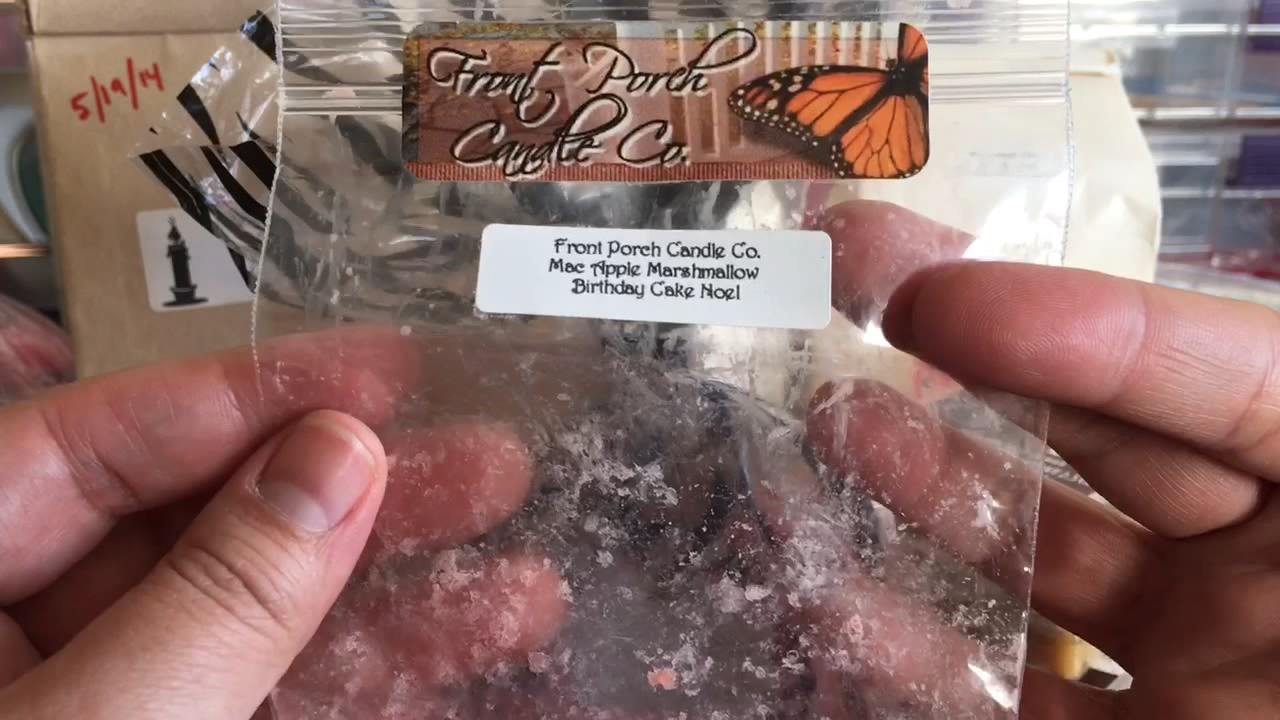 5/19/14
Front Porch
Candle Co.
Front Porch Candle Co.
Mac Apple Marshmallow
Birthday Cake Noel